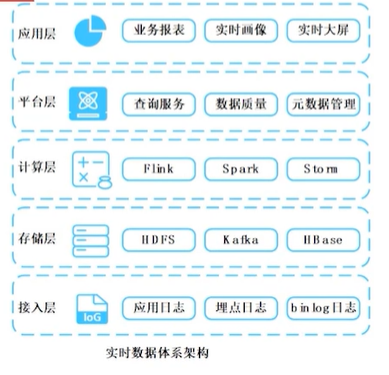 应用层 业务报表 实时画像 实时大屏
平台层 查询服务 数据质量 元数据管理
计算层 Flink Spark Storm
存储层 HDFS Kafka HBase
接入层 IoG 应用日志 埋点日志 binlog日志
实时数据体系架构